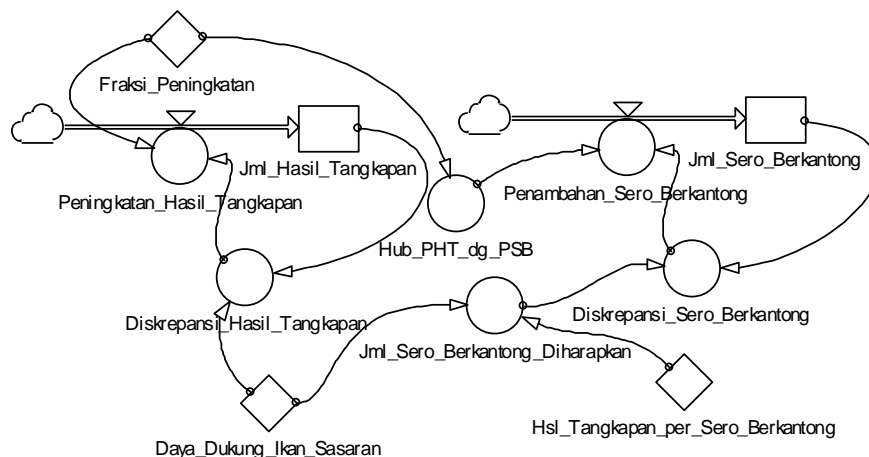 Fraksi_Peningkatan
Jml_Hasil_Tangkapan
Jml_Sero_Berkantong
Peningkatan_Hasil_Tangkapan
Penambahan_Sero_Berkantong
Hub_PHT_dg_PSB
Diskrepansi_Hasil_Tangkapan
Diskrepansi_Sero_Berkantong
Jml_Sero_Berkantong_Diharapkan
Daya_Dukung_Ikan_Sasaran
Hsl_Tangkapan_per_Sero_Berkantong